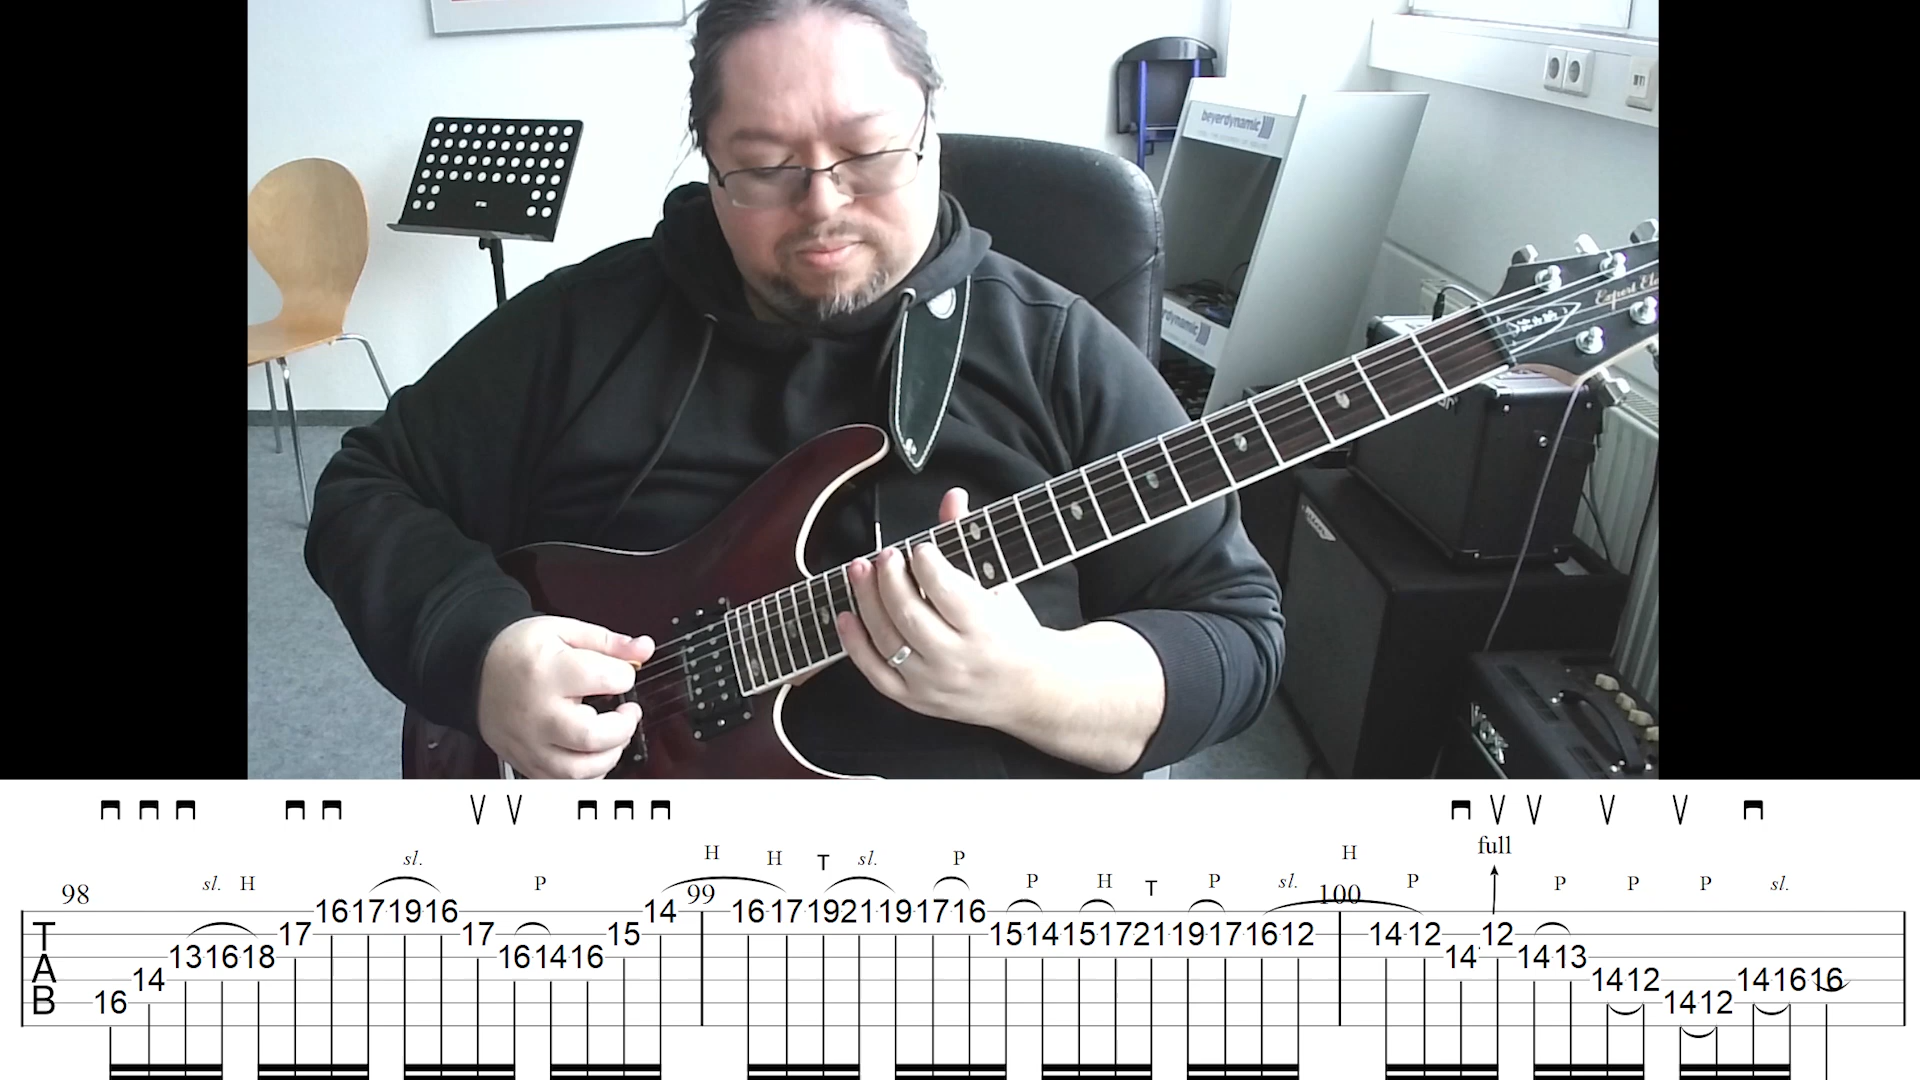 beyerdynamic
Expert Elite
full
H H T sl. P H
98 sl. H sl. P 99 P H T P sl. 100 P P P P sl.
16 17 19 16 14 16 17 19 21 19 17 16
T 17 17 15 15 14 15 17 21 19 17 16 12 14 12 12
A 13 16 18 16 14 16 14 14 13
14 14 12 14 16 16
B 16 14 12